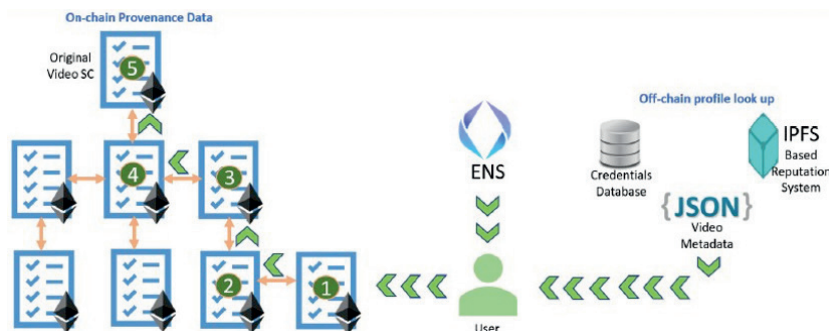 On-chain Provenance Data
Original
Video SC
5
4
3
2
1
ENS
User
Off-chain profile look up
Credentials
Database
IPFS
Based
Reputation
System
{JSON}
Video
Metadata